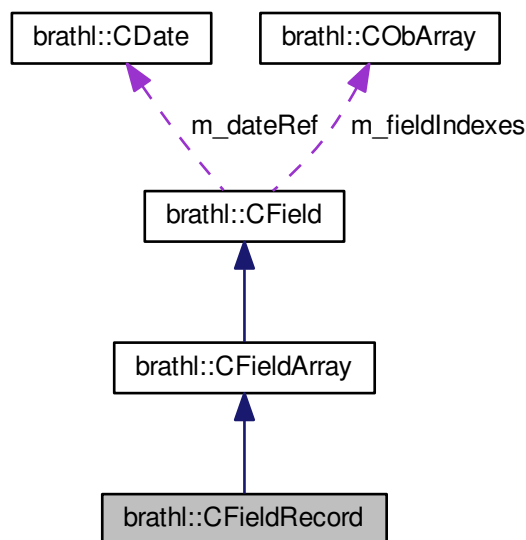 brathl::CDate
brathl::CObArray
m_dateRef
m_fieldIndexes
brathl::CField
brathl::CFieldArray
brathl::CFieldRecord